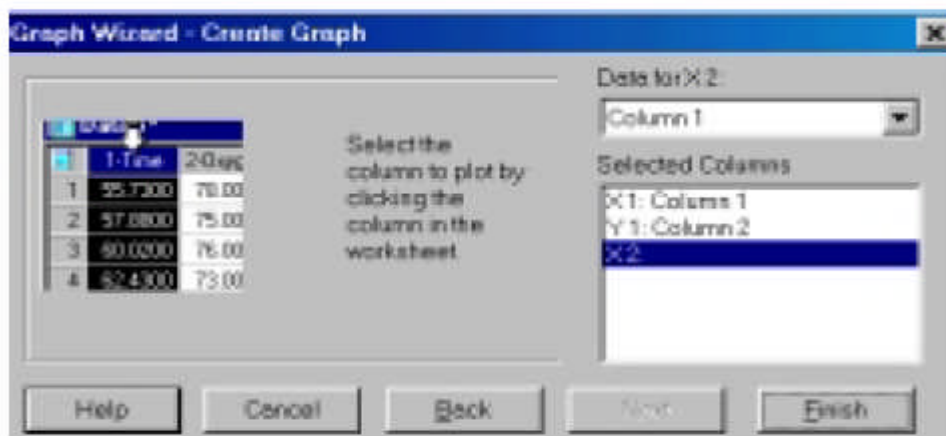 Graph Wizard - Create Graph
Data for X 2:
Column 1
Select the
column to plot by
clicking the
column in the
worksheet
1-Time
1 55.7300 70.00
2 57.8800 75.00
3 60.0200 76.00
4 62.4300 73.00
Selected Columns
X 1: Column 1
Y 1: Column 2
X 2:
Help Cancel Back Next Finish